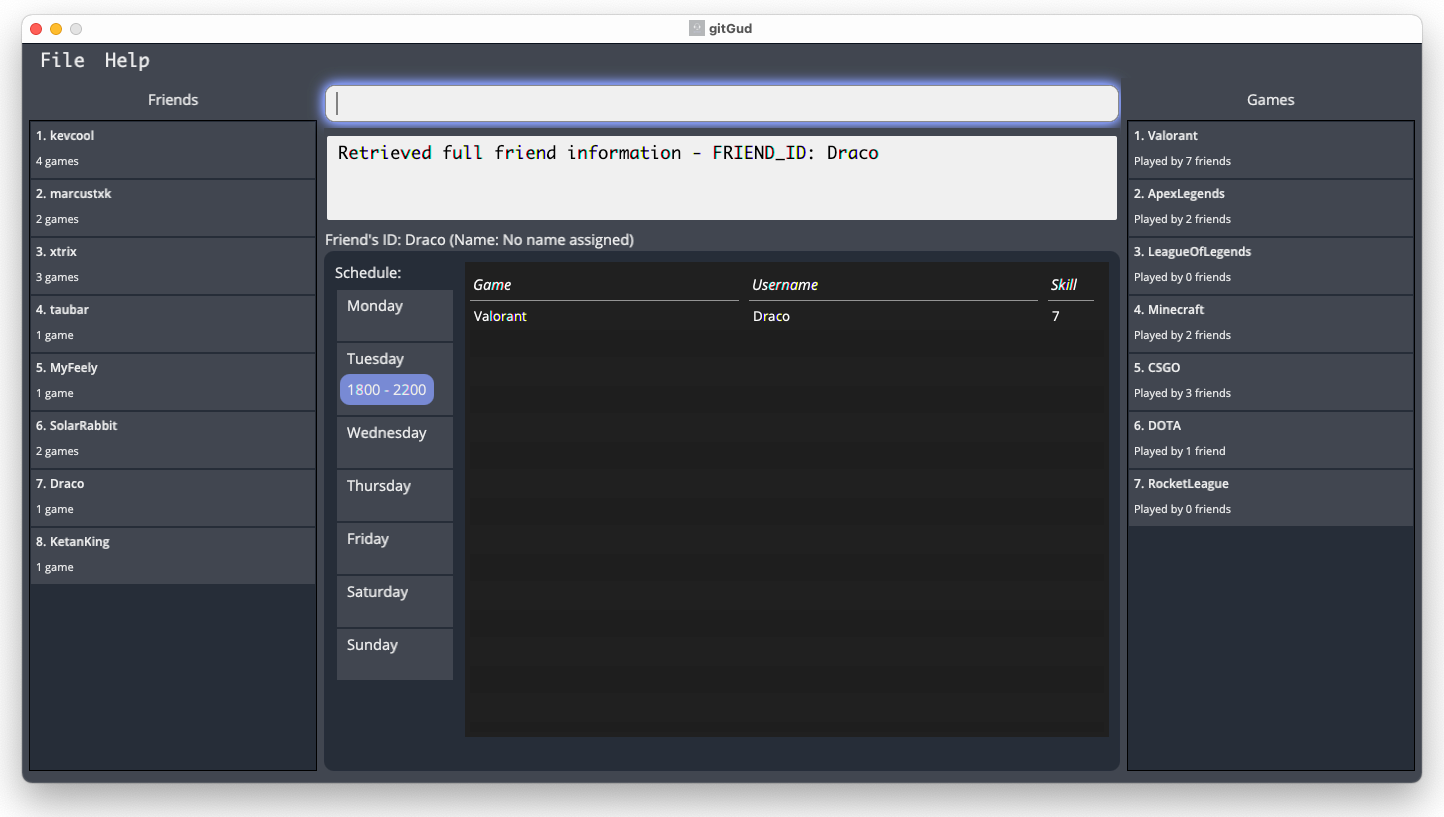 gitGud
File Help
Friends
1. kevcool
4 games
2. marcustxk
2 games
3. xtrix
3 games
4. taubar
1 game
5. MyFeely
1 game
6. SolarRabbit
2 games
7. Draco
1 game
8. KetanKing
1 game
Retrieved full friend information - FRIEND_ID: Draco
Friend's ID: Draco (Name: No name assigned)
Schedule:
Monday
Tuesday
1800 - 2200
Wednesday
Thursday
Friday
Saturday
Sunday
Game Username Skill
Valorant Draco 7
Games
1. Valorant
Played by 7 friends
2. ApexLegends
Played by 2 friends
3. LeagueOfLegends
Played by 0 friends
4. Minecraft
Played by 2 friends
5. CSGO
Played by 3 friends
6. DOTA
Played by 1 friend
7. RocketLeague
Played by 0 friends